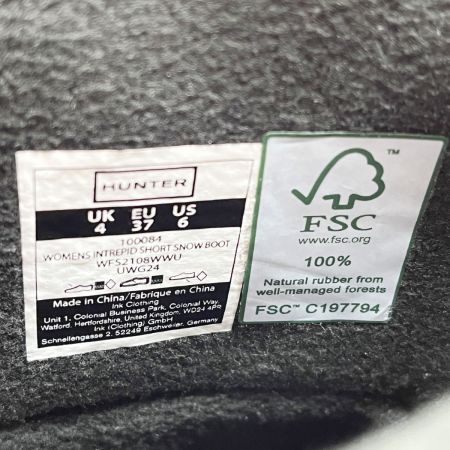 HUNTER
UK EU US
4 37 6
100084
WOMENS INTREPID SHORT SNOW BOOT
WFS2108WWU
UWG24
Made in China/Fabriqué en China
Ink Clothing
Unit 1, Colonial Business Park, Colonial Way,
Watford, Hertfordshire, United Kingdom, WD24 4PR
Ink (Clothing) GmbH
Schnellengasse 2, 52249 Eschweiler, Germany
TM
FSC
www.fsc.org
100%
Natural rubber from
well-managed forests
FSC™ C197794